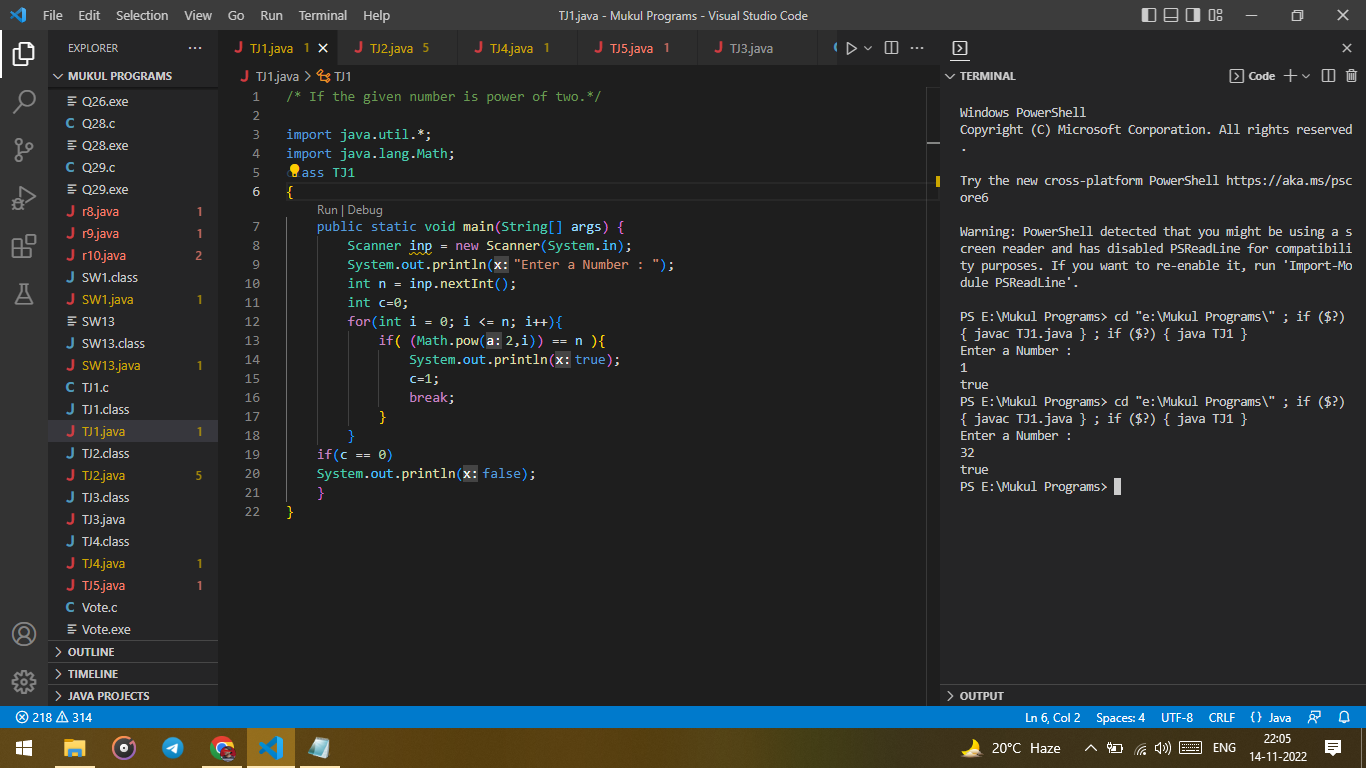 File Edit Selection View Go Run Terminal Help
TJ1.java - Mukul Programs - Visual Studio Code
EXPLORER
MUKUL PROGRAMS
Q26.exe
C Q28.c
Q28.exe
C Q29.c
Q29.exe
J r8.java 1
J r9.java 1
J r10.java 2
J SW1.class
J SW1.java 1
SW13
J SW13.class
J SW13.java 1
C TJ1.c
J TJ1.class
J TJ1.java 1
J TJ2.class
J TJ2.java 5
J TJ3.class
J TJ3.java
J TJ4.class
J TJ4.java 1
J TJ5.java 1
C Vote.c
Vote.exe
OUTLINE
TIMELINE
JAVA PROJECTS
J TJ1.java 1 J TJ2.java 5 J TJ4.java 1 J TJ5.java 1 J TJ3.java
J TJ1.java > TJ1
1 /* If the given number is power of two.*/
2
3 import java.util.*;
4 import java.lang.Math;
5 ass TJ1
6 {
Run | Debug
7 public static void main(String[] args) {
8 Scanner inp = new Scanner(System.in);
9 System.out.println(x: "Enter a Number : ");
10 int n = inp.nextInt();
11 int c=0;
12 for(int i = 0; i <= n; i++){
13 if( (Math.pow(a: 2,i)) == n ){
14 System.out.println(x: true);
15 c=1;
16 break;
17 }
18 }
19 if(c == 0)
20 System.out.println(x: false);
21 }
22 }
TERMINAL
Code
Windows PowerShell
Copyright (C) Microsoft Corporation. All rights reserved
.
Try the new cross-platform PowerShell https://aka.ms/psc
ore6
Warning: PowerShell detected that you might be using a s
creen reader and has disabled PSReadLine for compatibili
ty purposes. If you want to re-enable it, run 'Import-Mo
dule PSReadLine'.
PS E:\Mukul Programs> cd "e:\Mukul Programs\" ; if ($?)
{ javac TJ1.java } ; if ($?) { java TJ1 }
Enter a Number :
1
true
PS E:\Mukul Programs> cd "e:\Mukul Programs\" ; if ($?)
{ javac TJ1.java } ; if ($?) { java TJ1 }
Enter a Number :
32
true
PS E:\Mukul Programs>
OUTPUT
218 314
Ln 6, Col 2 Spaces: 4 UTF-8 CRLF {} Java
20°C Haze
ENG
22:05
14-11-2022